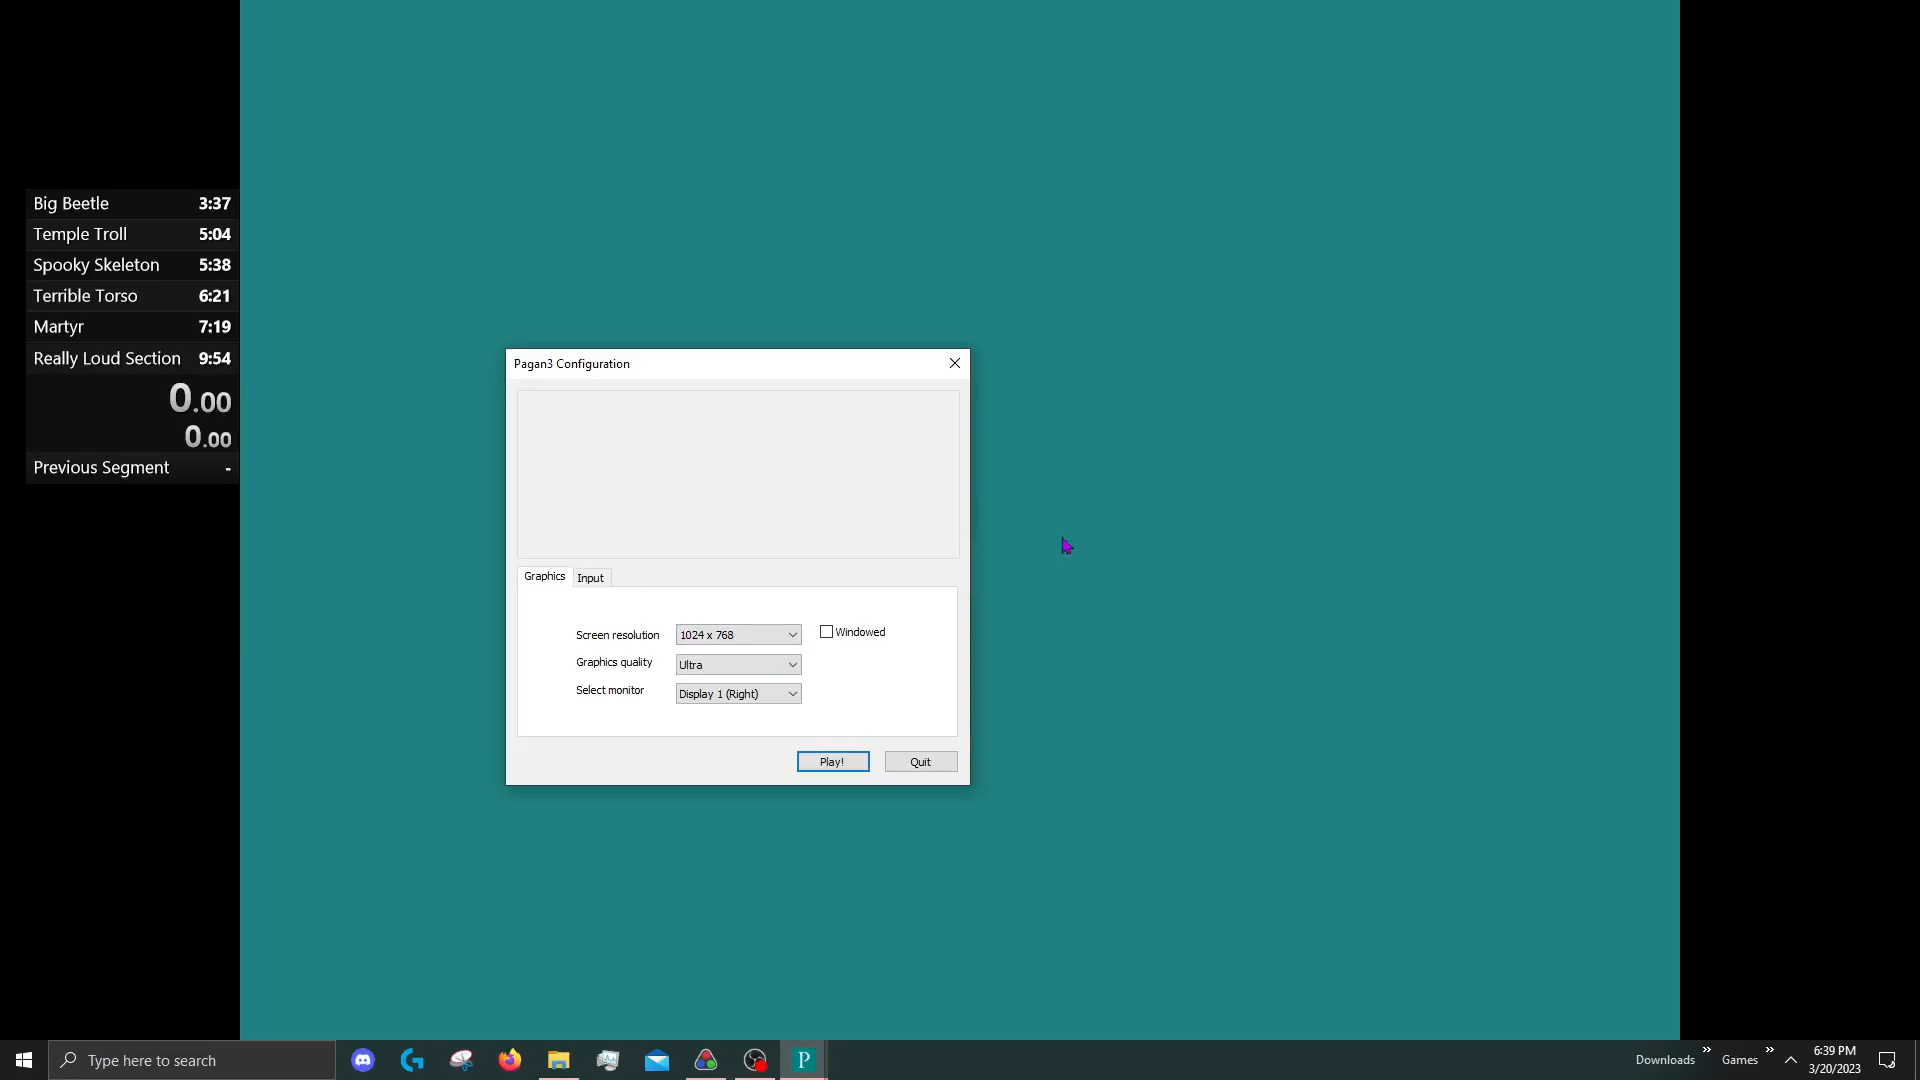 Big Beetle 3:37
Temple Troll 5:04
Spooky Skeleton 5:38
Terrible Torso 6:21
Martyr 7:19
Really Loud Section 9:54
0.00
0.00
Previous Segment -
Pagan3 Configuration
Graphics Input
Screen resolution 1024 x 768 Windowed
Graphics quality Ultra
Select monitor Display 1 (Right)
Play! Quit
Type here to search
P
Downloads » Games »
6:39 PM
3/20/2023